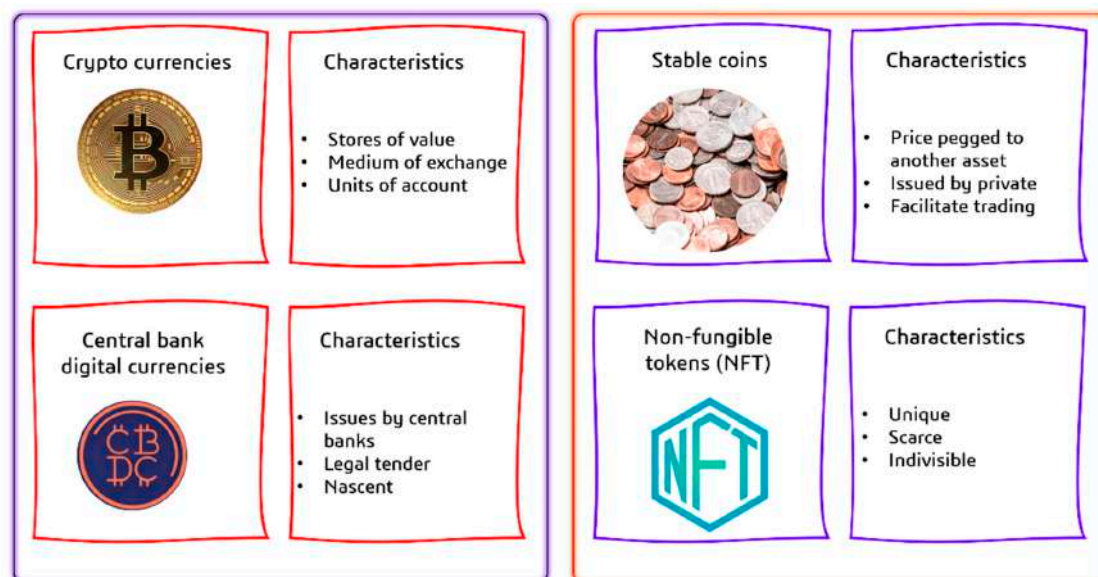 Crypto currencies
Characteristics
• Stores of value
• Medium of exchange
• Units of account
Central bank
digital currencies
CB
DC
Characteristics
• Issues by central
banks
• Legal tender
• Nascent
Stable coins
Characteristics
• Price pegged to
another asset
• Issued by private
• Facilitate trading
Non-fungible
tokens (NFT)
NFT
Characteristics
• Unique
• Scarce
• Indivisible